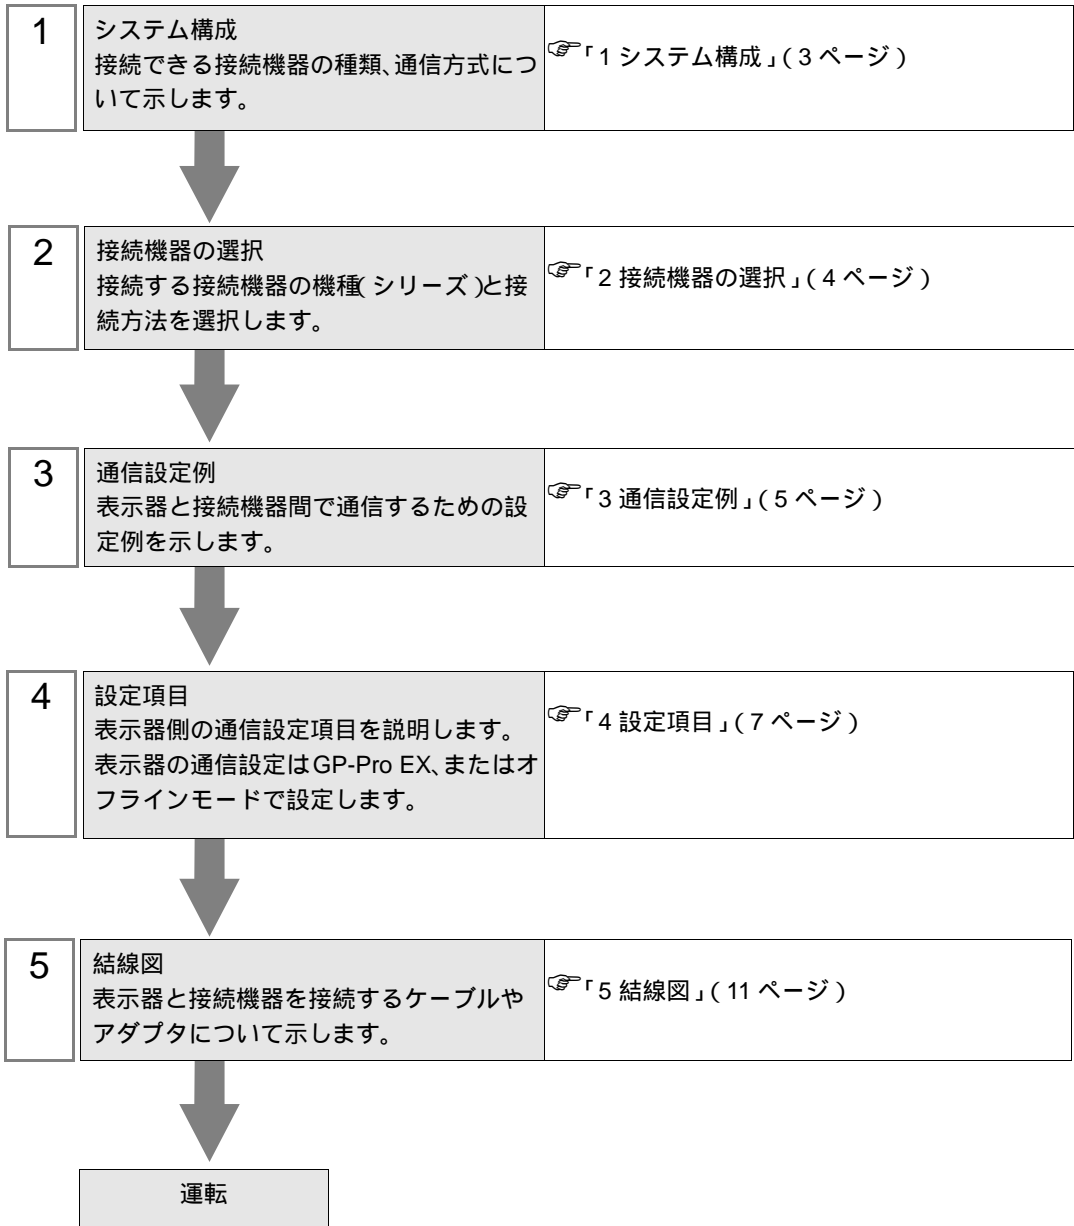 1
システム構成
接続できる接続機器の種類、通信方式につ
いて示します。
☞「1 システム構成」(3 ページ)
2
接続機器の選択
接続する接続機器の機種(シリーズ)と接
続方法を選択します。
☞「2 接続機器の選択」(4 ページ)
3
通信設定例
表示器と接続機器間で通信するための設
定例を示します。
☞「3 通信設定例」(5 ページ)
4
設定項目
表示器側の通信設定項目を説明します。
表示器の通信設定はGP-Pro EX、またはオ
フラインモードで設定します。
☞「4 設定項目」(7 ページ)
5
結線図
表示器と接続機器を接続するケーブルや
アダプタについて示します。
☞「5 結線図」(11 ページ)
運転